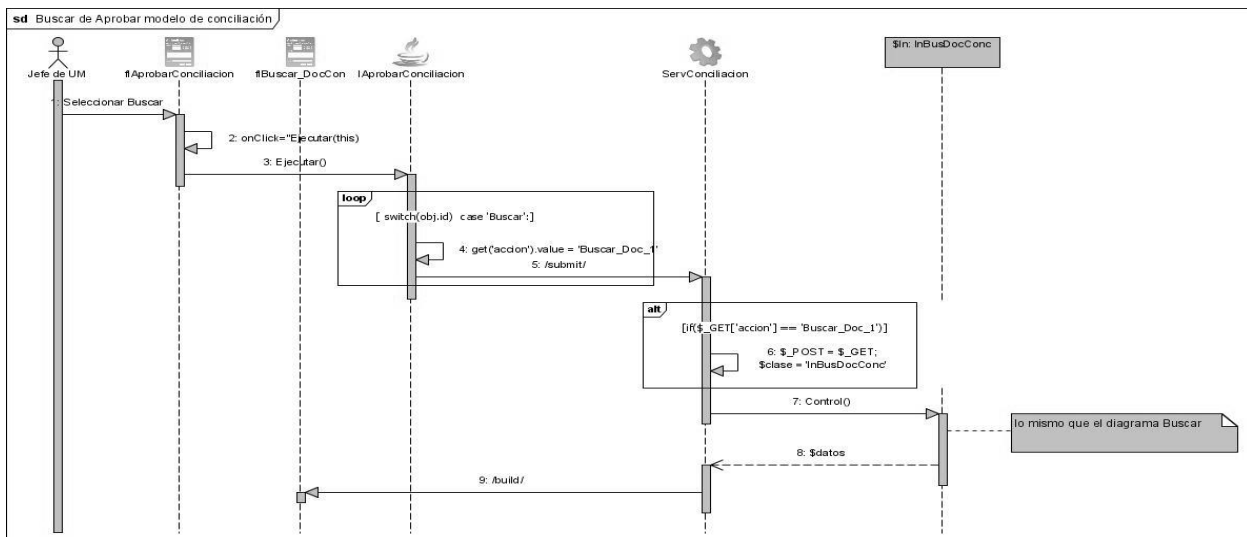 sd Buscar de Aprobar modelo de conciliación
Jefe de UM
flAprobarConciliacion
flBuscar_DocCon
lAprobarConciliacion
ServConciliacion
$In: InBusDocConc
1: Seleccionar Buscar
2: onClick="Ejecutar(this)
3: Ejecutar()
loop
[ switch(obj.id) case 'Buscar':]
4: get('accion').value = 'Buscar_Doc_1'
5: /submit/
alt
[if($_GET['accion'] == 'Buscar_Doc_1')]
6: $_POST = $_GET;
$clase = 'InBusDocConc'
7: Control()
lo mismo que el diagrama Buscar
8: $datos
9: /build/